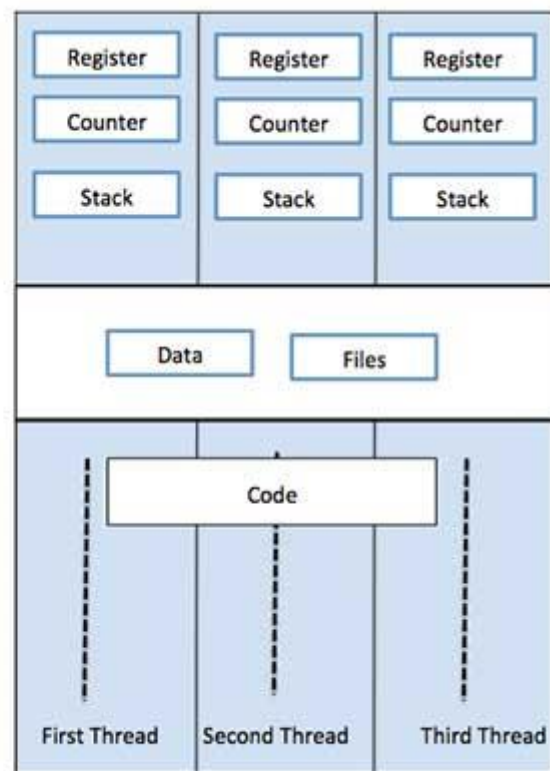 Register Register Register
Counter Counter Counter
Stack Stack Stack
Data Files
Code
First Thread Second Thread Third Thread